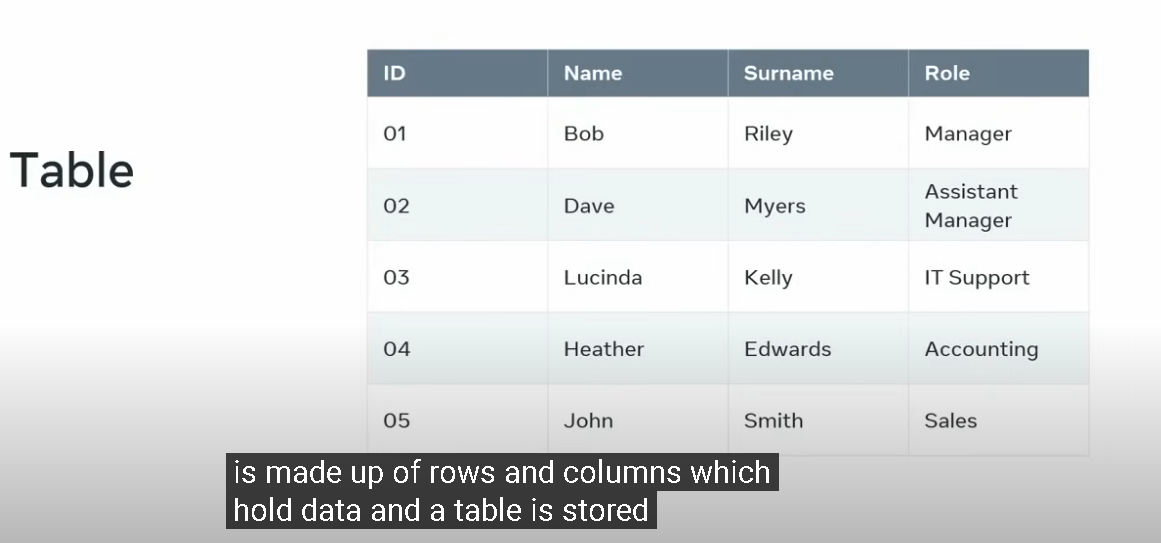 Table
ID Name Surname Role
01 Bob Riley Manager
02 Dave Myers Assistant
Manager
03 Lucinda Kelly IT Support
04 Heather Edwards Accounting
05 John Smith Sales
is made up of rows and columns which
hold data and a table is stored